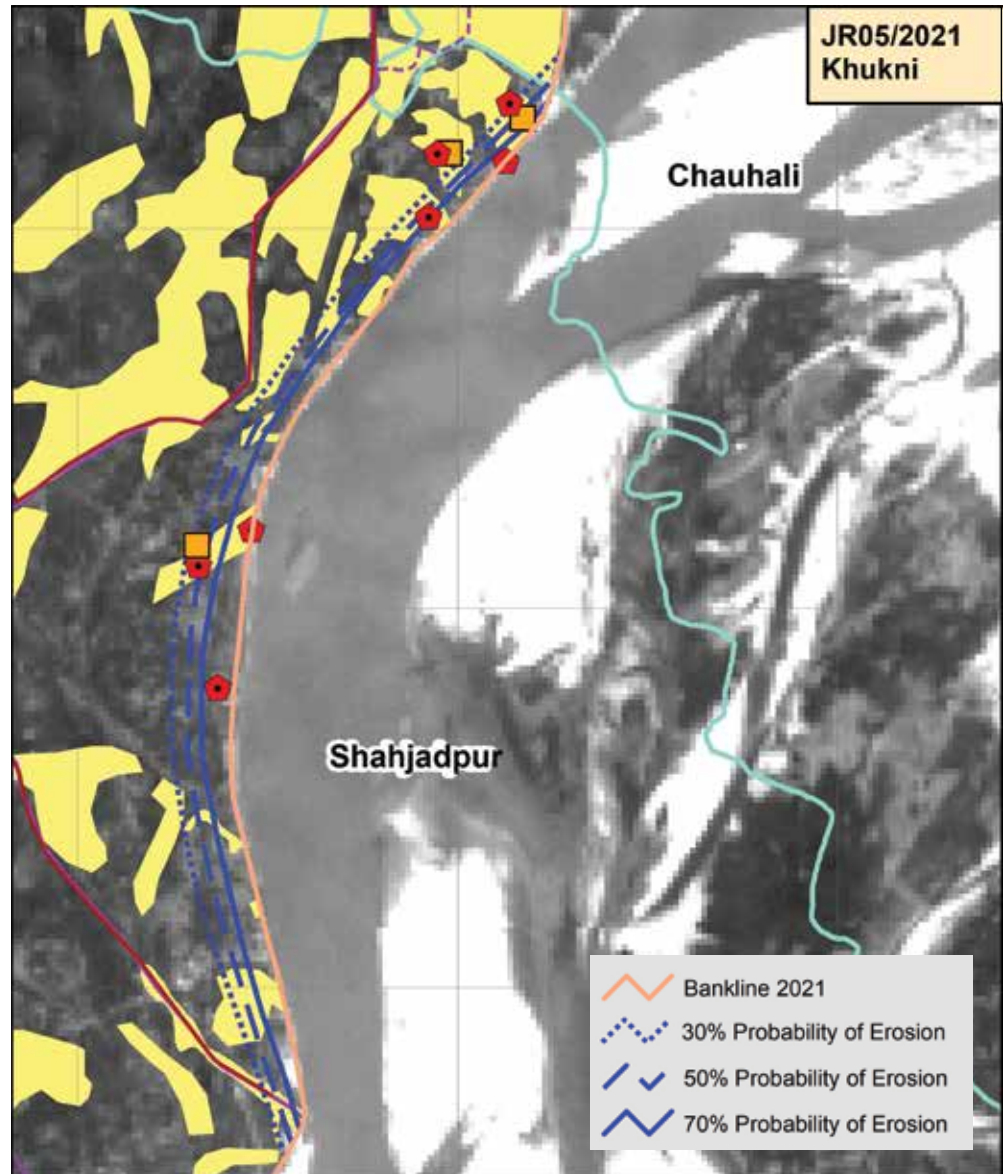 JR05/2021
Khukni
Chauhali
Shahjadpur
Bankline 2021
30% Probability of Erosion
50% Probability of Erosion
70% Probability of Erosion